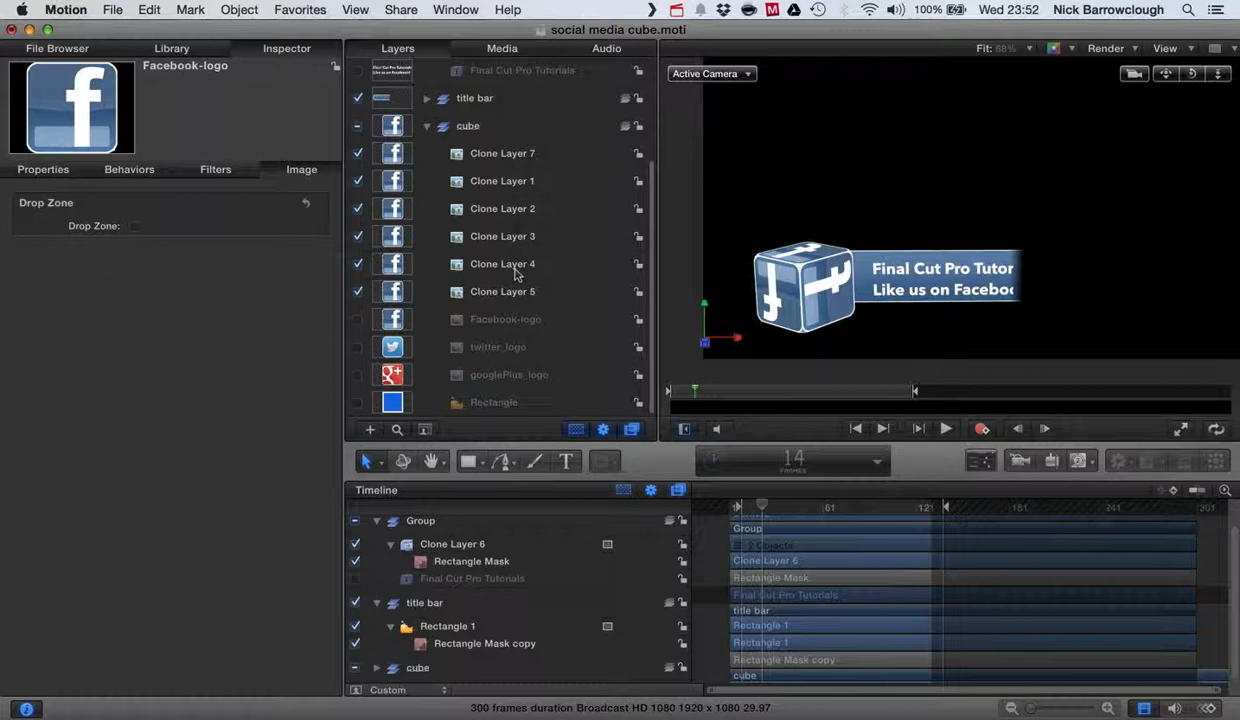 Motion File Edit Mark Object Favorites View Share Window Help 100% Wed 23:52 Nick Barrowclough
social media cube.moti
File Browser Library Inspector Layers Media Audio Fit: 68% Render View
Facebook-logo
Final Cut Pro Tutorials
Active Camera
title bar
cube
Properties Behaviors Filters Image
Clone Layer 7
Clone Layer 1
Drop Zone
Drop Zone:
Clone Layer 2
Clone Layer 3
Clone Layer 4
Clone Layer 5
Final Cut Pro Tutor
Like us on Faceboo
Facebook-logo
twitter_logo
googlePlus_logo
Rectangle
14
FRAMES
Timeline
61 121 181 241 301
Group
Group
2 Objects
Clone Layer 6
Clone Layer 6
Rectangle Mask
Rectangle Mask
Final Cut Pro Tutorials
Final Cut Pro Tutorials
title bar
title bar
Rectangle 1
Rectangle 1
Rectangle Mask copy
Rectangle 1
Rectangle Mask copy
cube
cube
Custom
300 frames duration Broadcast HD 1080 1920 x 1080 29.97